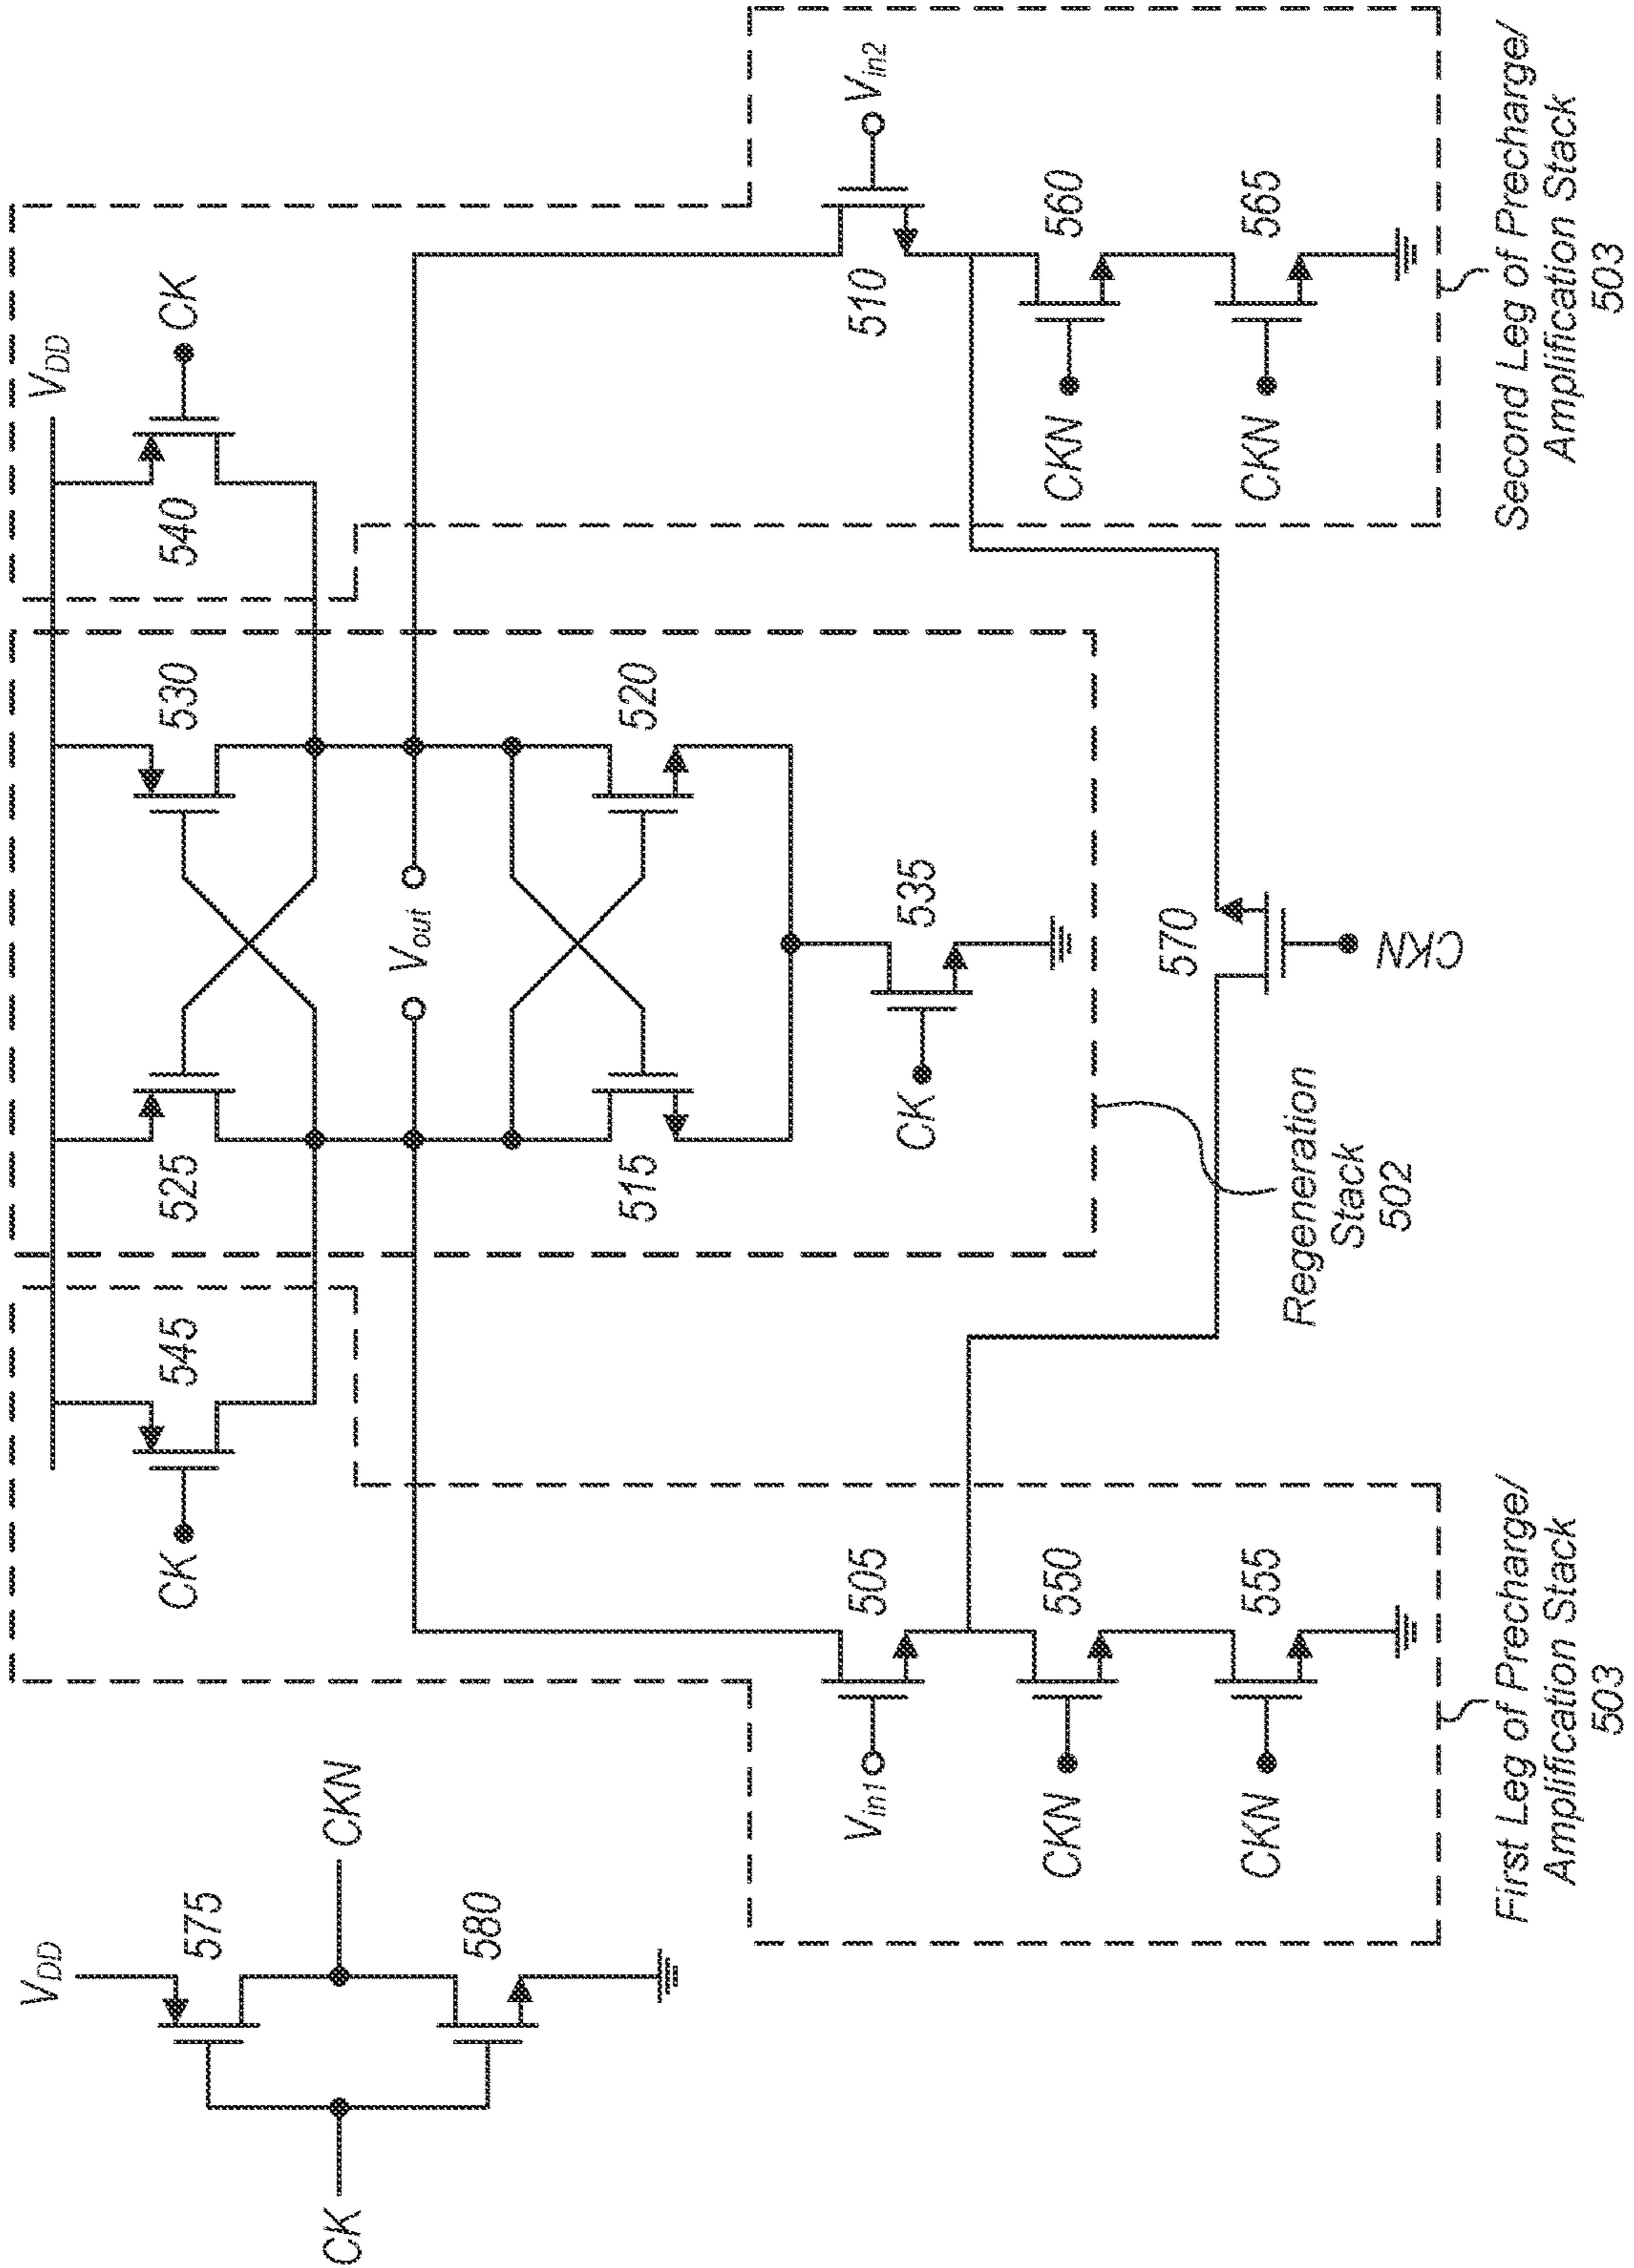 V_DD
575
CK
CKN
580
V_DD
CK
545
525
530
540
CK
V_out
515
520
CK
535
V_in1
505
CKN
550
CKN
555
V_in2
510
CKN
560
CKN
565
570
CKN
Regeneration
Stack
502
First Leg of Precharge/
Amplification Stack
503
Second Leg of Precharge/
Amplification Stack
503